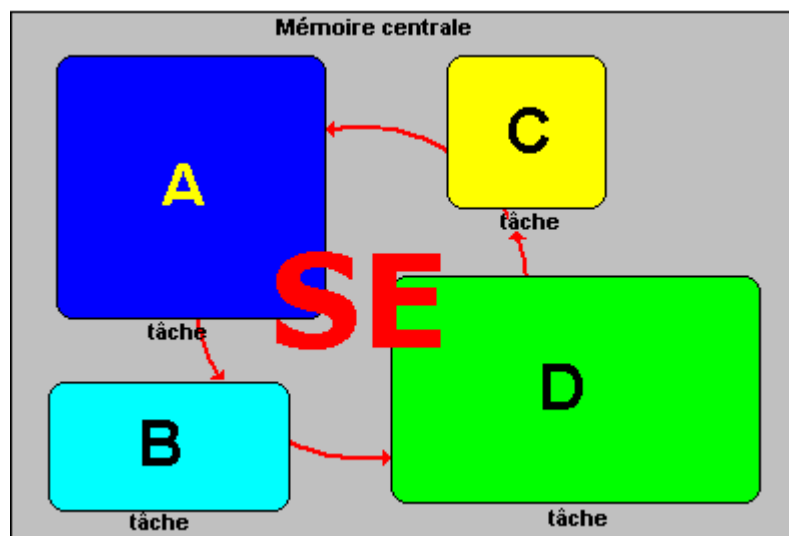 Mémoire centrale
A
C
tâche
SE
tâche
D
B
tâche
tâche